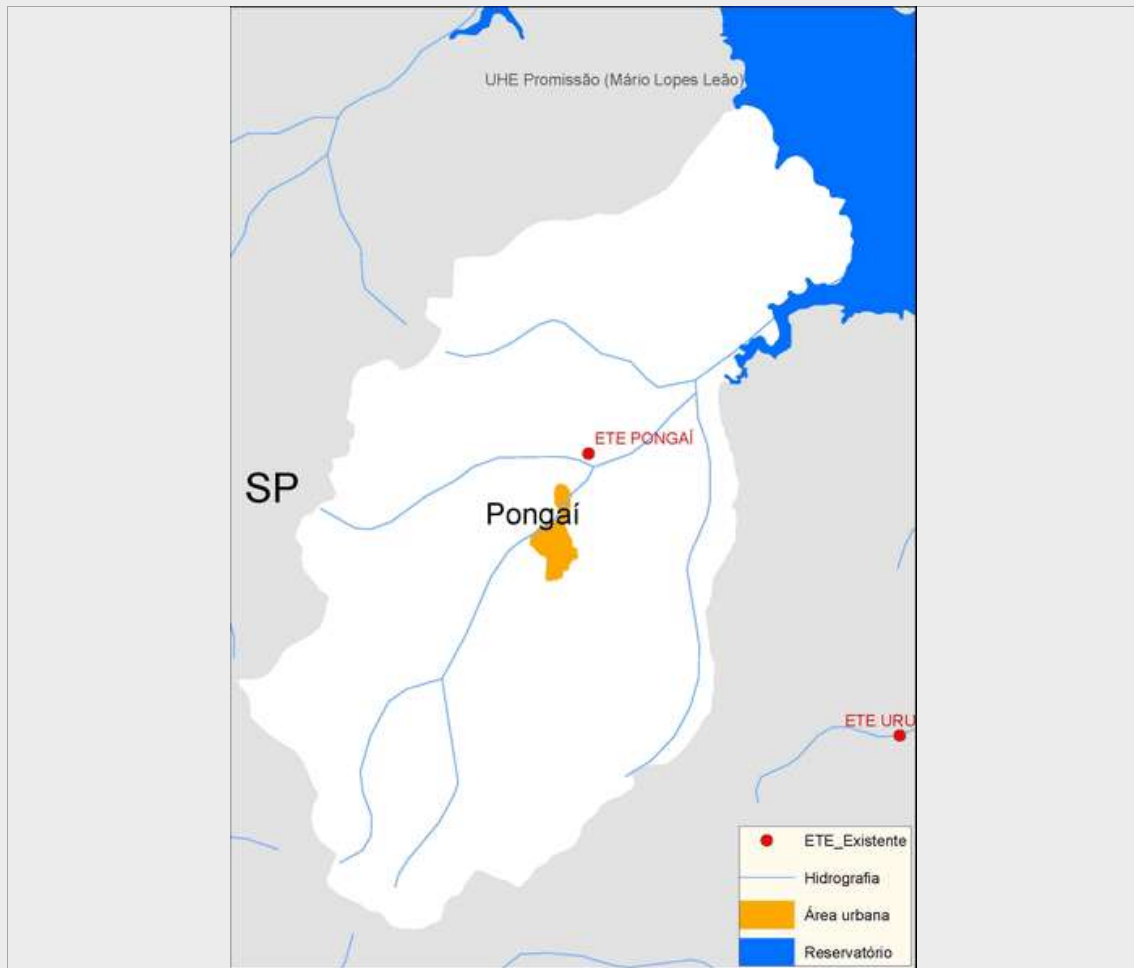 UHE Promissão (Mário Lopes Leão)
ETE PONGAÍ
SP
Pongaí
ETE URU
ETE_Existente
Hidrografia
Área urbana
Reservatório